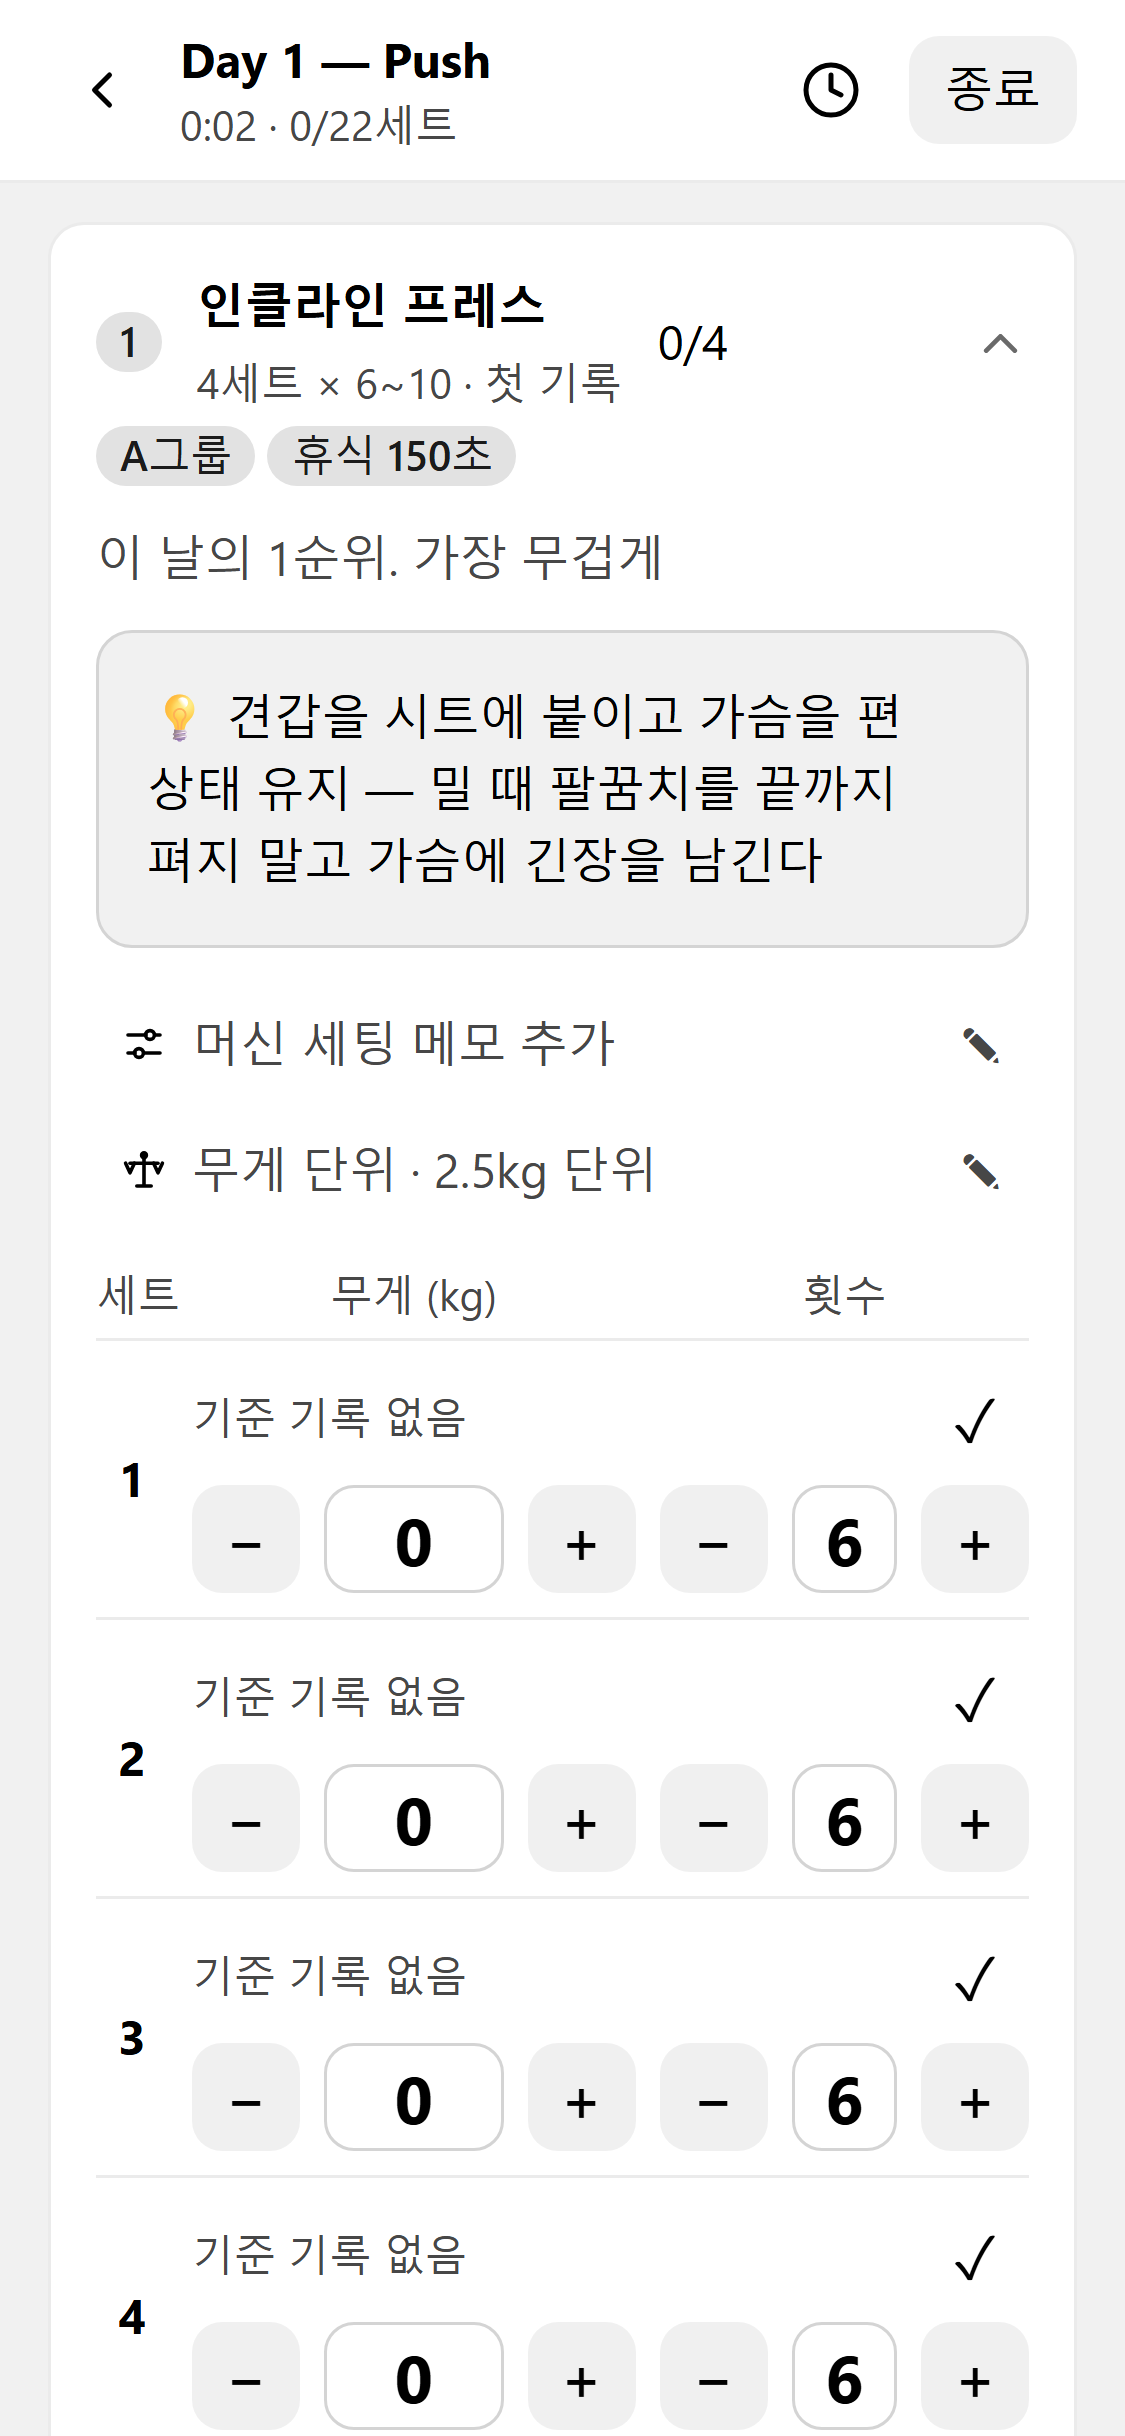 Day 1 — Push
0:02 · 0/22세트
종료
1
인클라인 프레스
4세트 × 6~10 · 첫 기록
0/4
A그룹
휴식 150초
이 날의 1순위. 가장 무겁게
💡 견갑을 시트에 붙이고 가슴을 편
상태 유지 — 밀 때 팔꿈치를 끝까지
펴지 말고 가슴에 긴장을 남긴다
머신 세팅 메모 추가
무게 단위 · 2.5kg 단위
세트 무게 (kg) 횟수
기준 기록 없음 ✓
1
− 0 + − 6 +
기준 기록 없음 ✓
2
− 0 + − 6 +
기준 기록 없음 ✓
3
− 0 + − 6 +
기준 기록 없음 ✓
4
− 0 + − 6 +